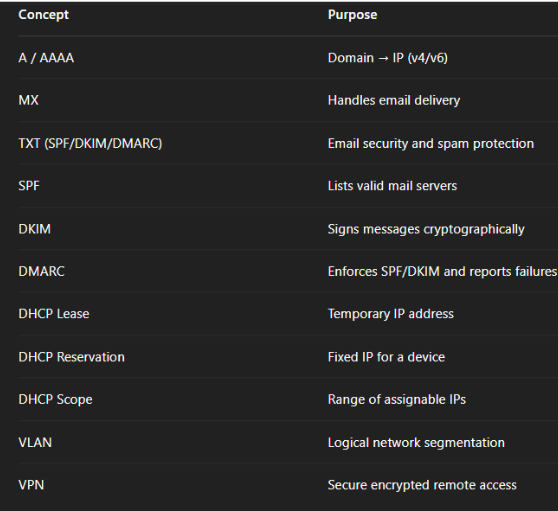 Concept Purpose
A / AAAA Domain → IP (v4/v6)
MX Handles email delivery
TXT (SPF/DKIM/DMARC) Email security and spam protection
SPF Lists valid mail servers
DKIM Signs messages cryptographically
DMARC Enforces SPF/DKIM and reports failures
DHCP Lease Temporary IP address
DHCP Reservation Fixed IP for a device
DHCP Scope Range of assignable IPs
VLAN Logical network segmentation
VPN Secure encrypted remote access